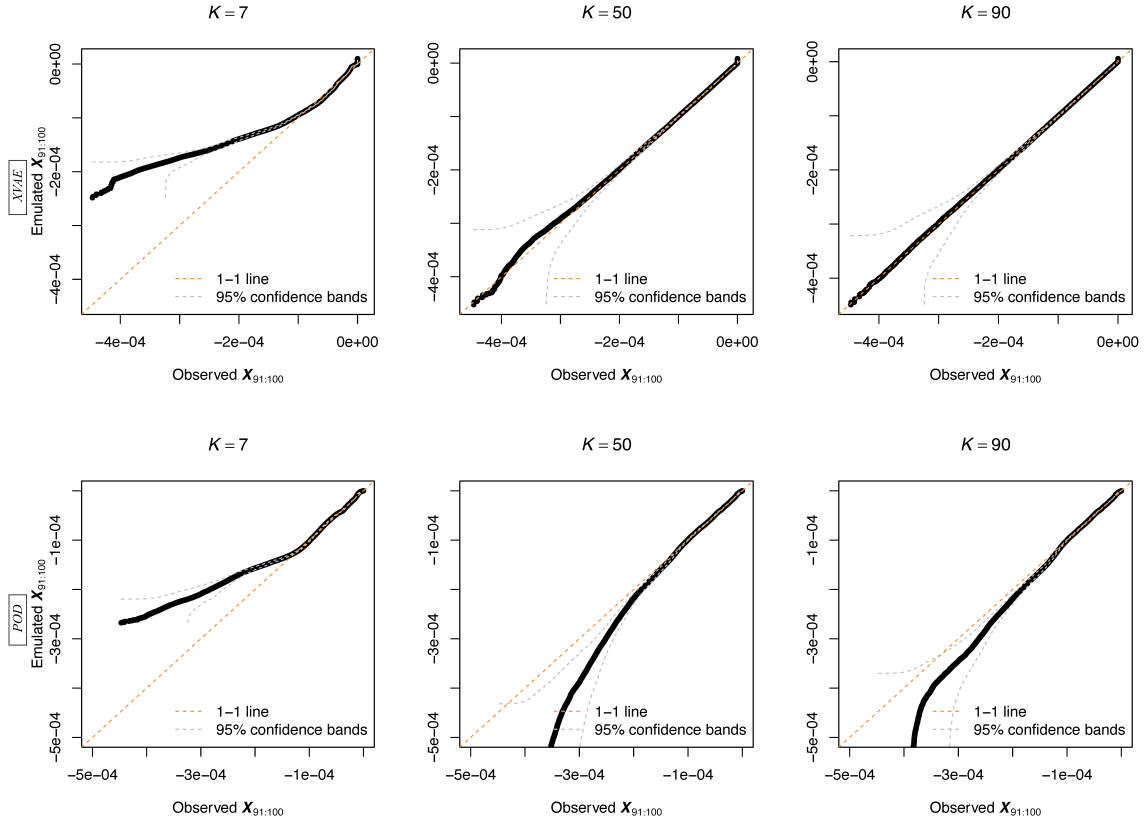 K = 7
K = 50
K = 90
XVAE
Emulated X91:100
0e+00
−2e−04
−4e−04
1−1 line
95% confidence bands
−4e−04
−2e−04
0e+00
Observed X91:100
0e+00
−2e−04
−4e−04
1−1 line
95% confidence bands
−4e−04
−2e−04
0e+00
Observed X91:100
0e+00
−2e−04
−4e−04
1−1 line
95% confidence bands
−4e−04
−2e−04
0e+00
Observed X91:100
K = 7
K = 50
K = 90
POD
Emulated X91:100
−1e−04
−3e−04
−5e−04
1−1 line
95% confidence bands
−5e−04
−3e−04
−1e−04
Observed X91:100
−1e−04
−3e−04
−5e−04
1−1 line
95% confidence bands
−5e−04
−3e−04
−1e−04
Observed X91:100
−1e−04
−3e−04
−5e−04
1−1 line
95% confidence bands
−5e−04
−3e−04
−1e−04
Observed X91:100